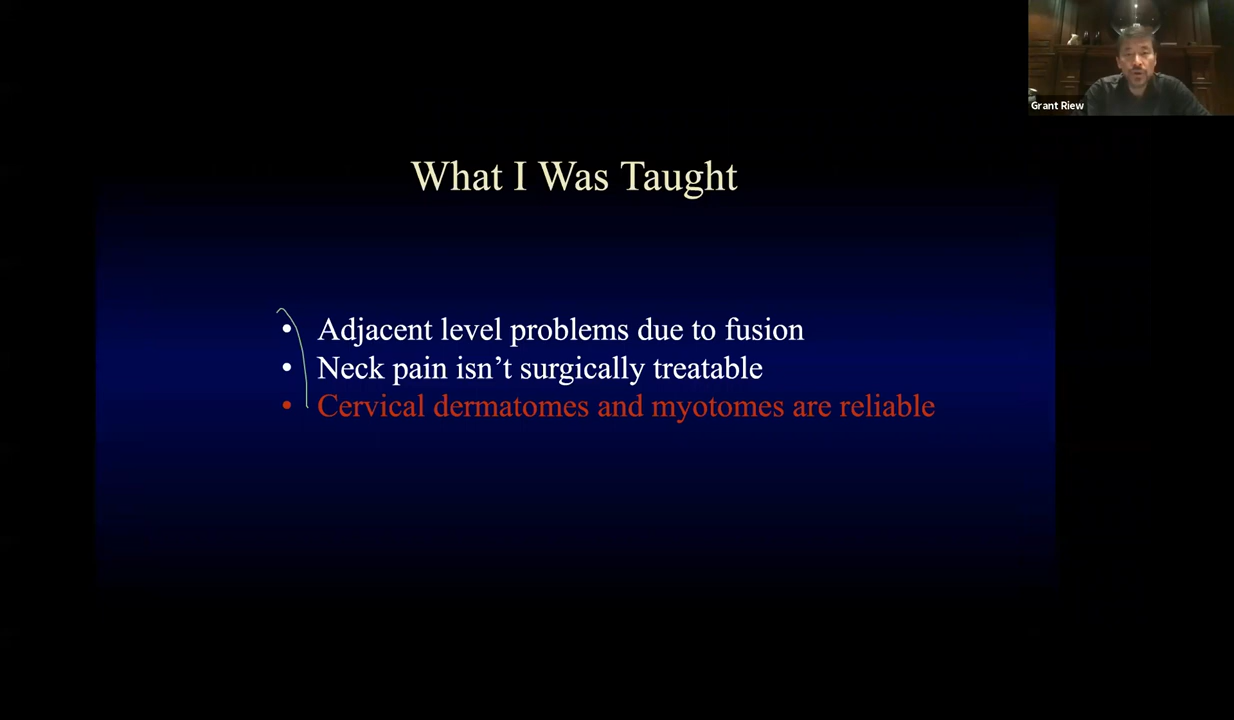 Grant Riew
What I Was Taught
• Adjacent level problems due to fusion
• Neck pain isn’t surgically treatable
• Cervical dermatomes and myotomes are reliable